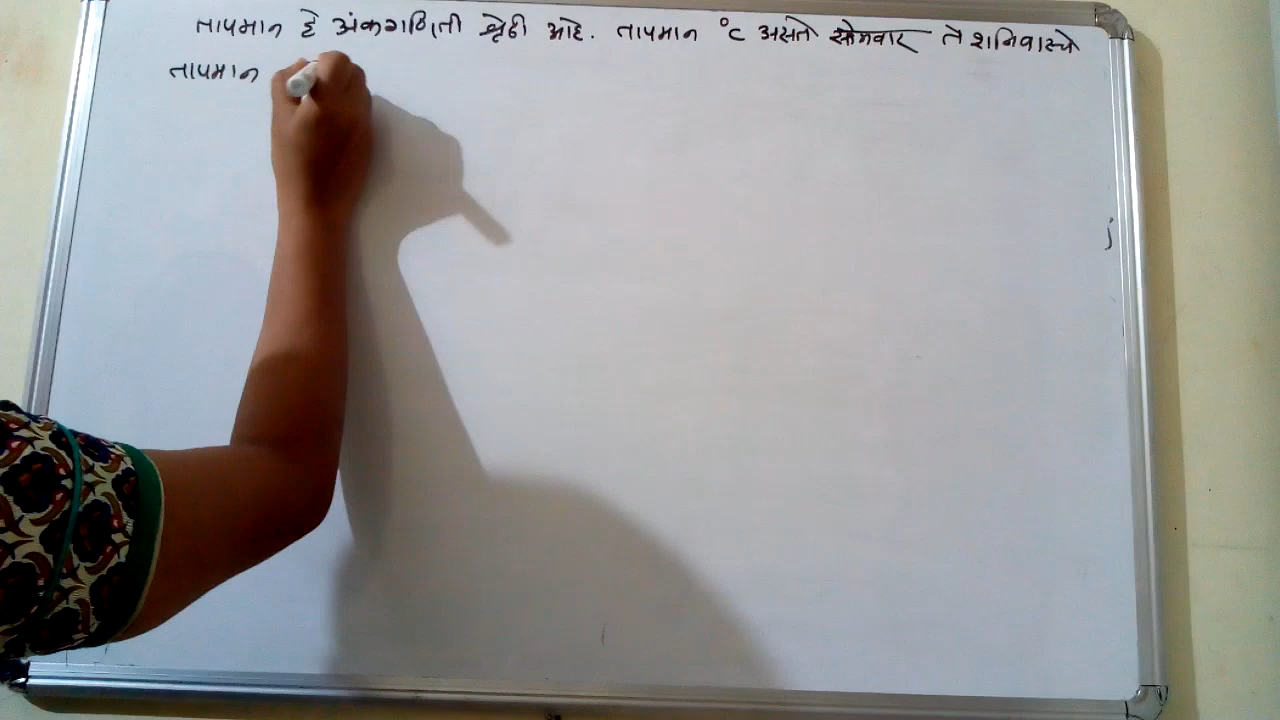 तापमान हे अंकगणिती श्रेढी आहे. तापमान °C असते सोमवार ते शनिवारचे
तापमान